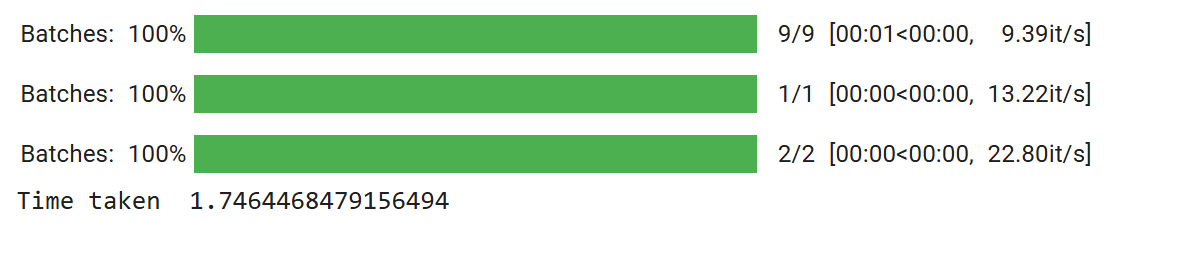 Batches: 100% 9/9 [00:01<00:00, 9.39it/s]
Batches: 100% 1/1 [00:00<00:00, 13.22it/s]
Batches: 100% 2/2 [00:00<00:00, 22.80it/s]
Time taken  1.7464468479156494